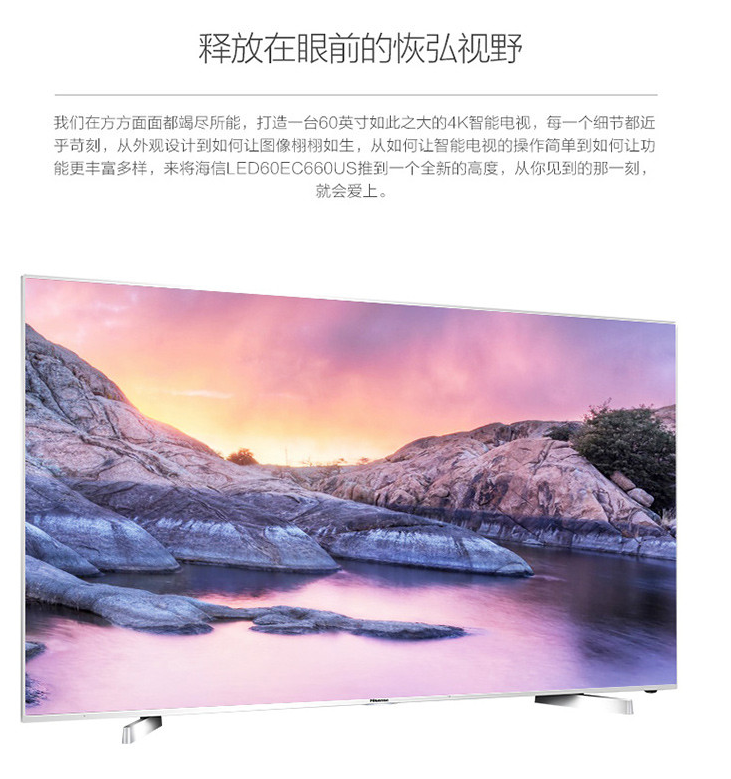 释放在眼前的恢弘视野
我们在方方面面都竭尽所能，打造一台60英寸如此之大的4K智能电视，每一个细节都近
乎苛刻，从外观设计到如何让图像栩栩如生，从如何让智能电视的操作简单到如何让功
能更丰富多样，来将海信LED60EC660US推到一个全新的高度，从你见到的那一刻，
就会爱上。
Hisense